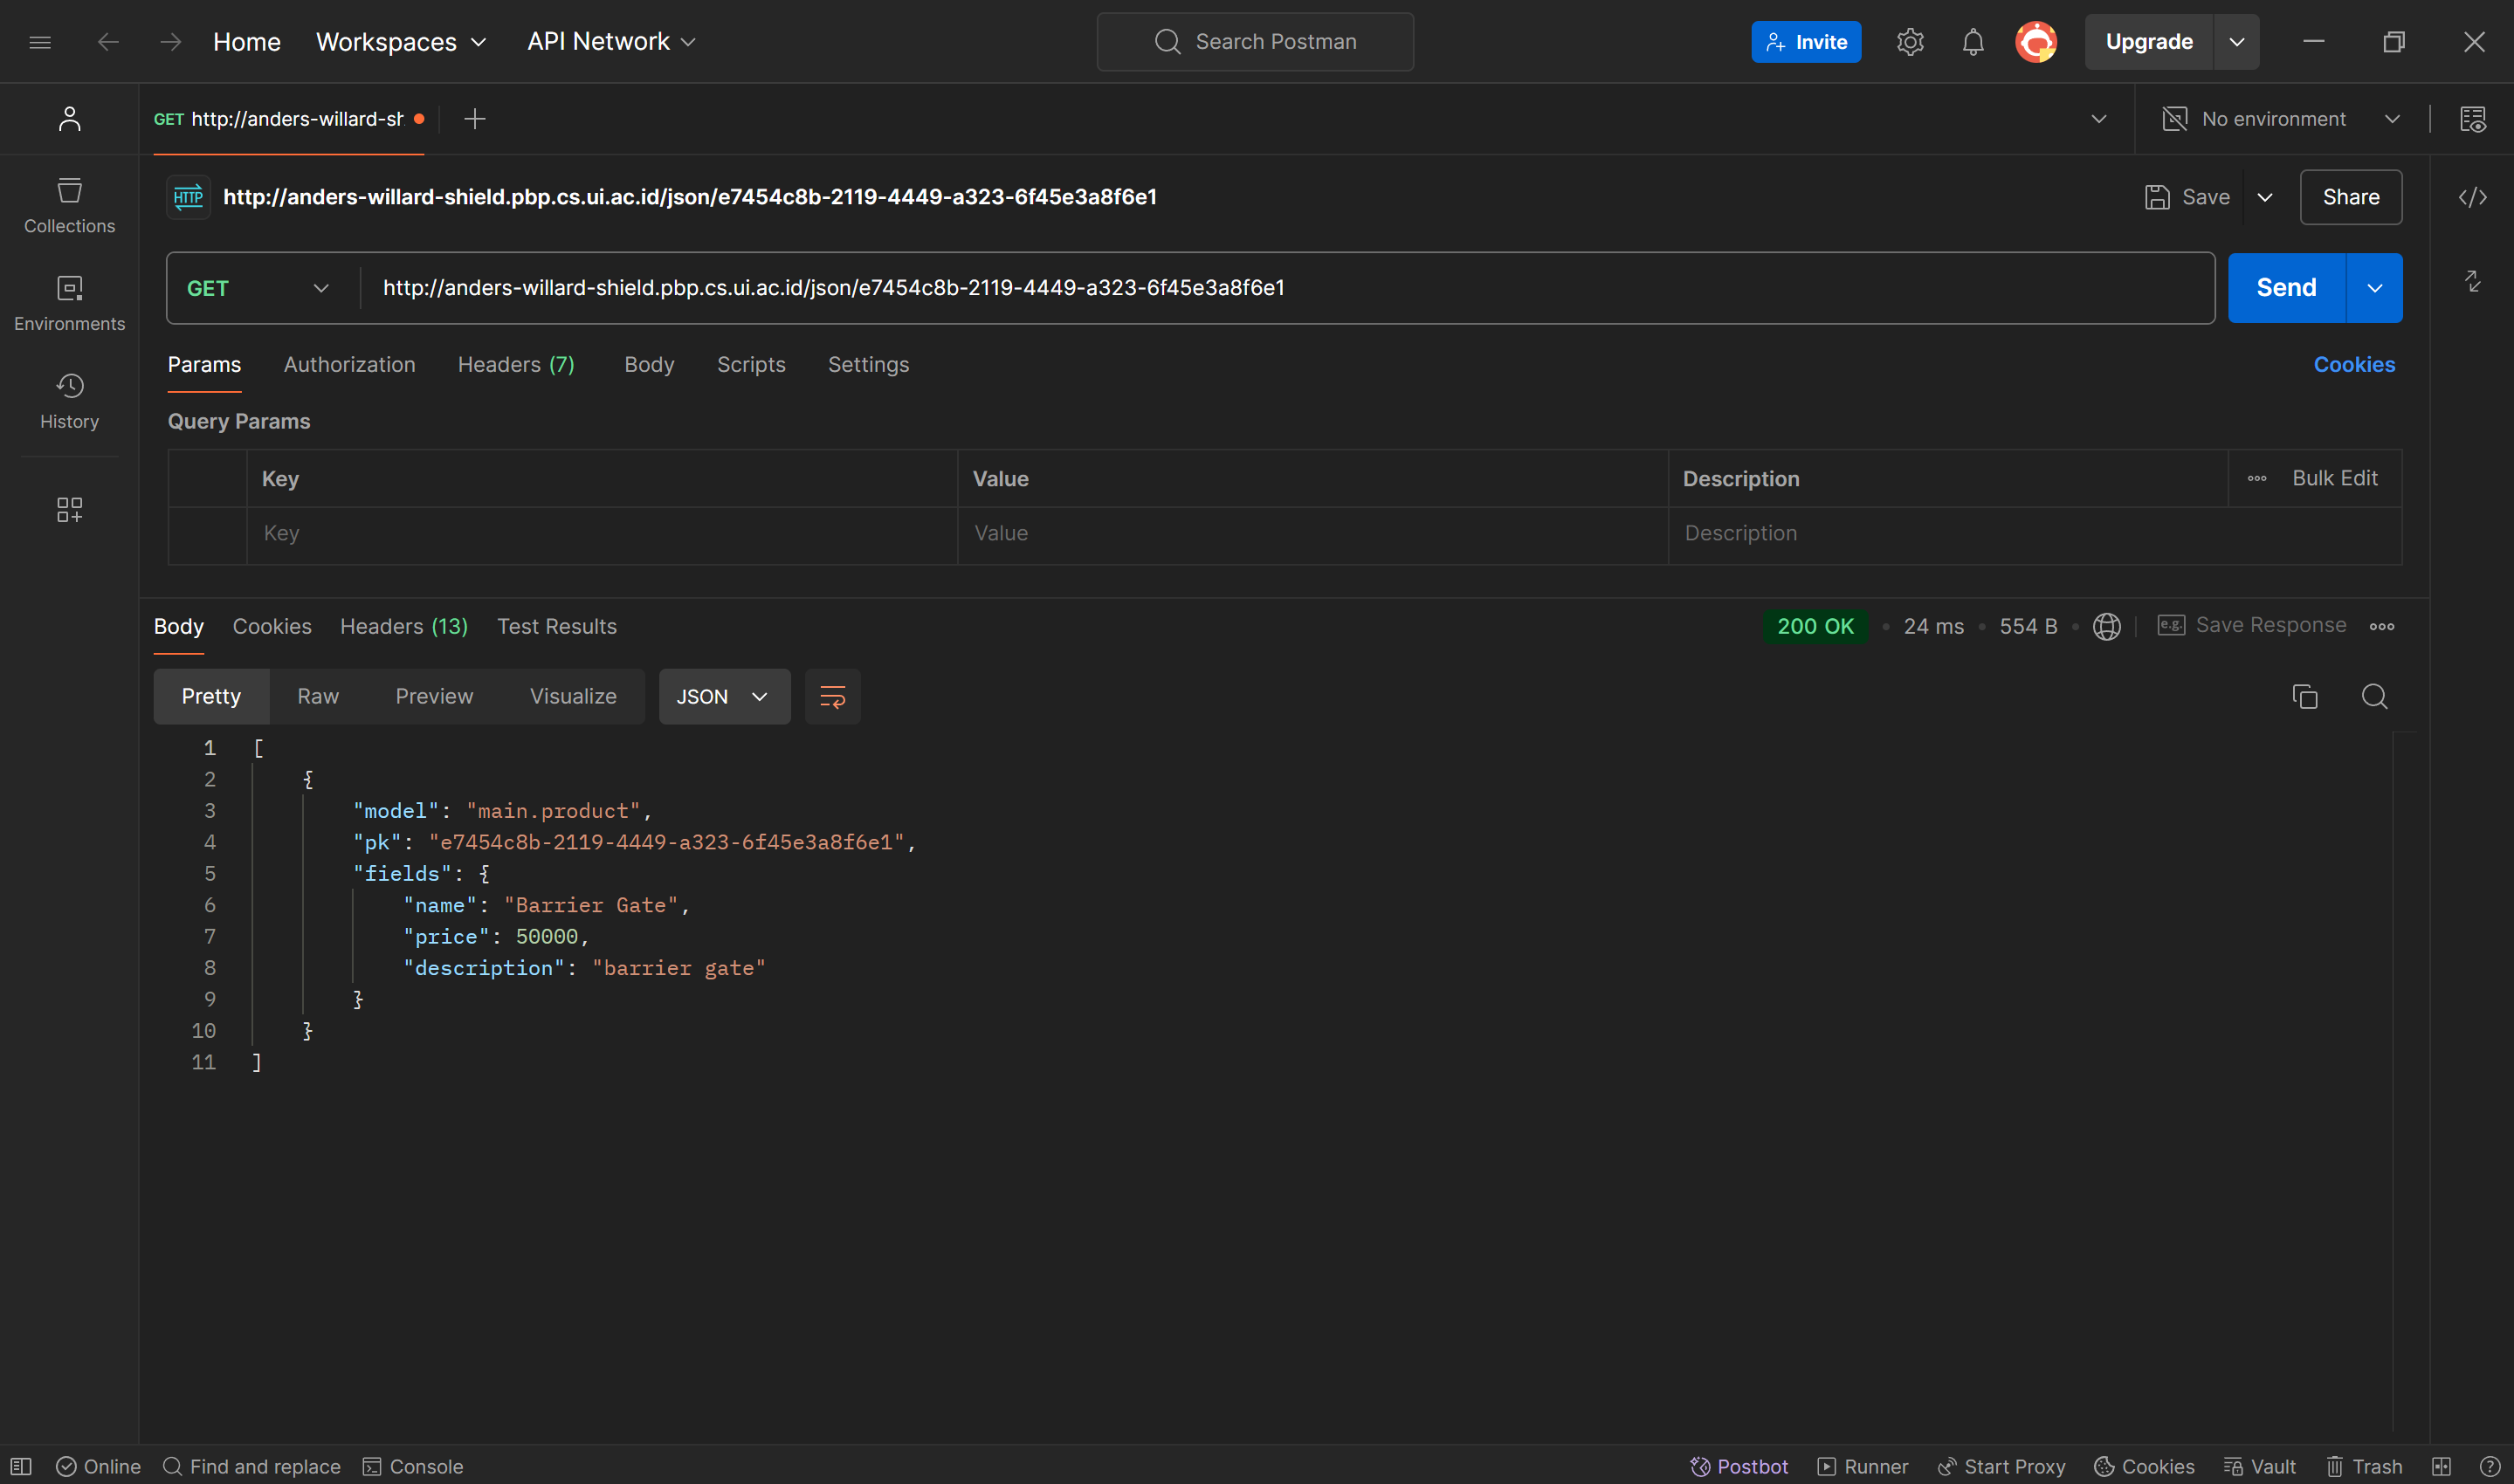 Home Workspaces API Network Search Postman Invite Upgrade
GET http://anders-willard-sh No environment
HTTP http://anders-willard-shield.pbp.cs.ui.ac.id/json/e7454c8b-2119-4449-a323-6f45e3a8f6e1 Save Share
Collections
GET http://anders-willard-shield.pbp.cs.ui.ac.id/json/e7454c8b-2119-4449-a323-6f45e3a8f6e1 Send
Environments
Params Authorization Headers (7) Body Scripts Settings Cookies
History
Query Params
Key Value Description Bulk Edit
Key Value Description
Body Cookies Headers (13) Test Results 200 OK • 24 ms • 554 B • e.g. Save Response
Pretty Raw Preview Visualize JSON
1 [
2 {
3 "model": "main.product",
4 "pk": "e7454c8b-2119-4449-a323-6f45e3a8f6e1",
5 "fields": {
6 "name": "Barrier Gate",
7 "price": 50000,
8 "description": "barrier gate"
9 }
10 }
11 ]
Online Find and replace Console Postbot Runner Start Proxy Cookies Vault Trash